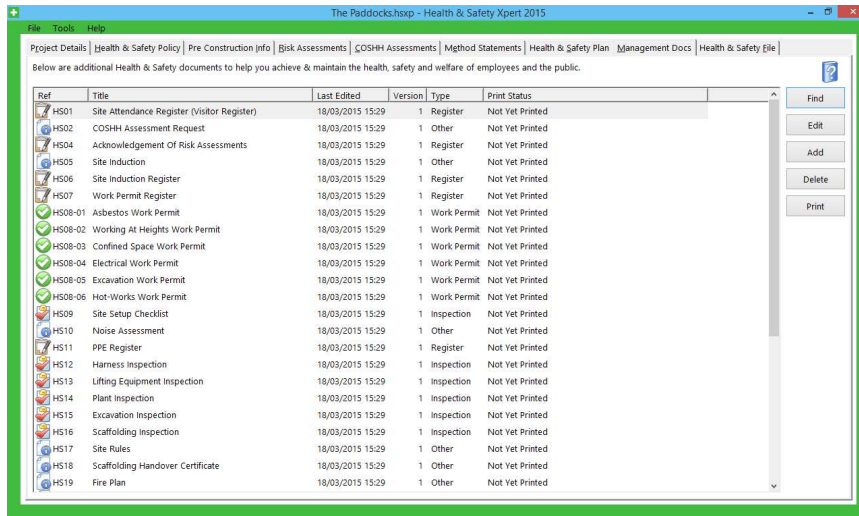 The Paddocks.hsxp - Health & Safety Xpert 2015
File Tools Help
Project Details Health & Safety Policy Pre Construction Info Risk Assessments COSHH Assessments Method Statements Health & Safety Plan Management Docs Health & Safety File
Below are additional Health & Safety documents to help you achieve & maintain the health, safety and welfare of employees and the public.
Ref Title Last Edited Version Type Print Status
HS01 Site Attendance Register (Visitor Register) 18/03/2015 15:29 1 Register Not Yet Printed
HS02 COSHH Assessment Request 18/03/2015 15:29 1 Other Not Yet Printed
HS04 Acknowledgement Of Risk Assessments 18/03/2015 15:29 1 Register Not Yet Printed
HS05 Site Induction 18/03/2015 15:29 1 Other Not Yet Printed
HS06 Site Induction Register 18/03/2015 15:29 1 Register Not Yet Printed
HS07 Work Permit Register 18/03/2015 15:29 1 Register Not Yet Printed
HS08-01 Asbestos Work Permit 18/03/2015 15:29 1 Work Permit Not Yet Printed
HS08-02 Working At Heights Work Permit 18/03/2015 15:29 1 Work Permit Not Yet Printed
HS08-03 Confined Space Work Permit 18/03/2015 15:29 1 Work Permit Not Yet Printed
HS08-04 Electrical Work Permit 18/03/2015 15:29 1 Work Permit Not Yet Printed
HS08-05 Excavation Work Permit 18/03/2015 15:29 1 Work Permit Not Yet Printed
HS08-06 Hot-Works Work Permit 18/03/2015 15:29 1 Work Permit Not Yet Printed
HS09 Site Setup Checklist 18/03/2015 15:29 1 Inspection Not Yet Printed
HS10 Noise Assessment 18/03/2015 15:29 1 Other Not Yet Printed
HS11 PPE Register 18/03/2015 15:29 1 Register Not Yet Printed
HS12 Harness Inspection 18/03/2015 15:29 1 Inspection Not Yet Printed
HS13 Lifting Equipment Inspection 18/03/2015 15:29 1 Inspection Not Yet Printed
HS14 Plant Inspection 18/03/2015 15:29 1 Inspection Not Yet Printed
HS15 Excavation Inspection 18/03/2015 15:29 1 Inspection Not Yet Printed
HS16 Scaffolding Inspection 18/03/2015 15:29 1 Inspection Not Yet Printed
HS17 Site Rules 18/03/2015 15:29 1 Other Not Yet Printed
HS18 Scaffolding Handover Certificate 18/03/2015 15:29 1 Other Not Yet Printed
HS19 Fire Plan 18/03/2015 15:29 1 Other Not Yet Printed
Find
Edit
Add
Delete
Print